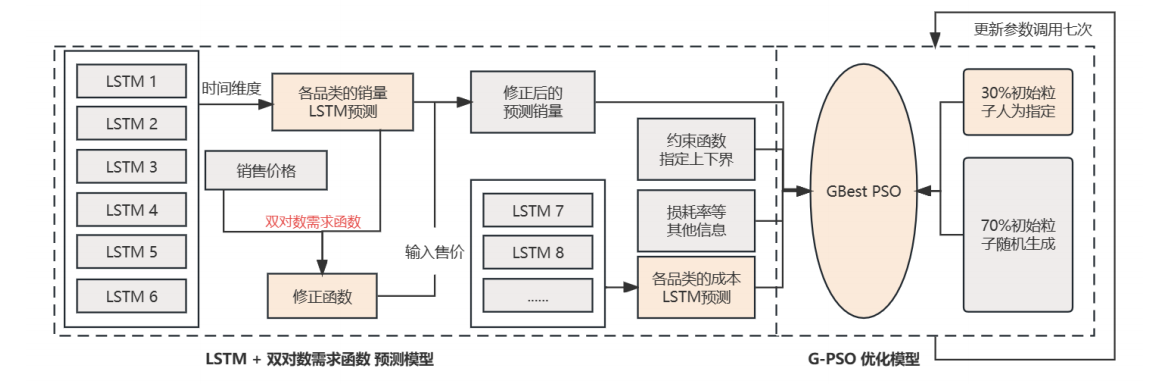 更新参数调用七次
LSTM 1
LSTM 2
LSTM 3
LSTM 4
LSTM 5
LSTM 6
时间维度
各品类的销量
LSTM预测
销售价格
双对数需求函数
修正函数
输入售价
修正后的
预测销量
LSTM 7
LSTM 8
......
约束函数
指定上下界
损耗率等
其他信息
各品类的成本
LSTM预测
GBest PSO
30%初始粒
子人为指定
70%初始粒
子随机生成
LSTM + 双对数需求函数 预测模型
G-PSO 优化模型